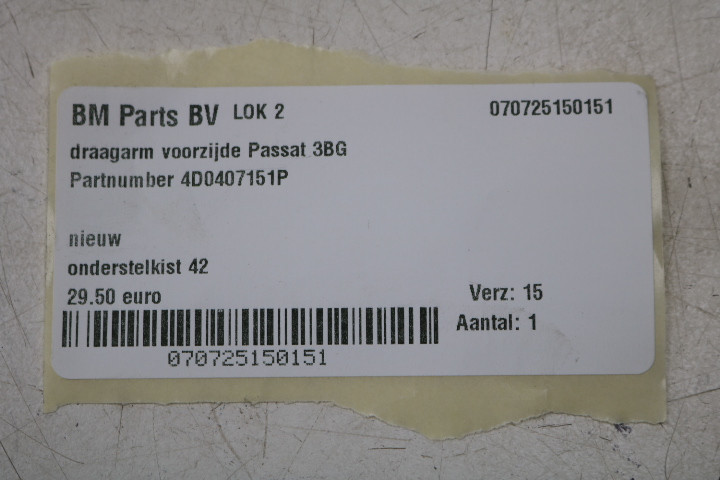 BM Parts BV LOK 2 070725150151
draagarm voorzijde Passat 3BG
Partnumber 4D0407151P
nieuw
onderstelkist 42
29.50 euro Verz: 15
Aantal: 1
070725150151